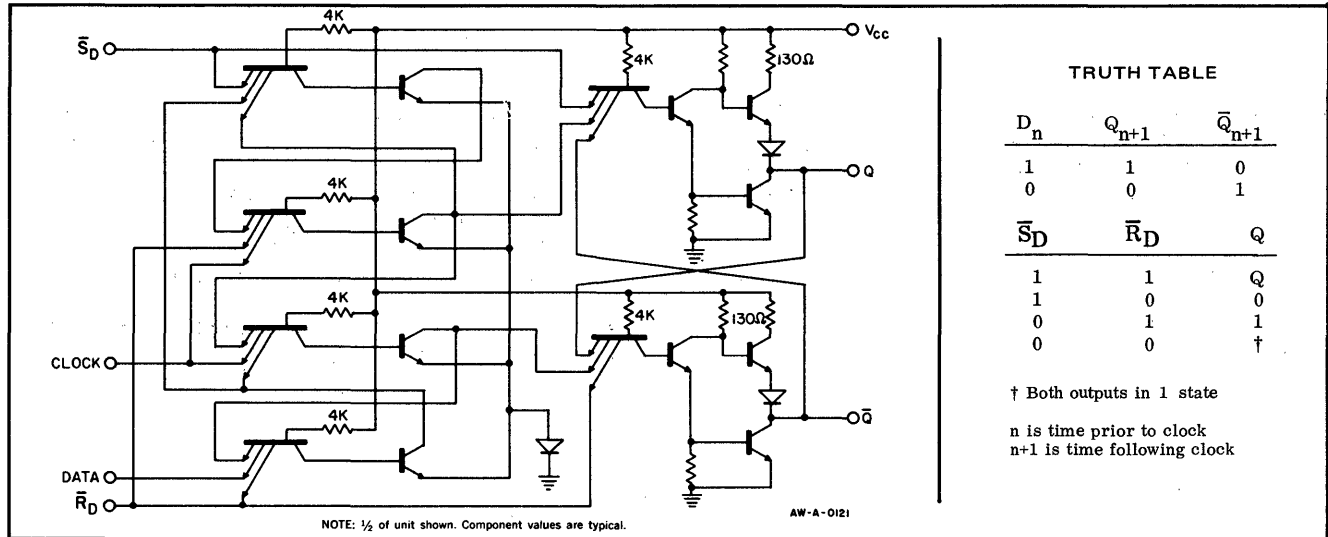 4K
S̅D
VCC
4K
130Ω
4K
Q
4K
4K
130Ω
CLOCK
4K
Q̅
DATA
R̅D
NOTE: ½ of unit shown. Component values are typical.
AW-A-0121
TRUTH TABLE
Dn Qn+1 Q̅n+1
1 1 0
0 0 1
S̅D R̅D Q
1 1 Q
1 0 0
0 1 1
0 0 †
† Both outputs in 1 state
n is time prior to clock
n+1 is time following clock